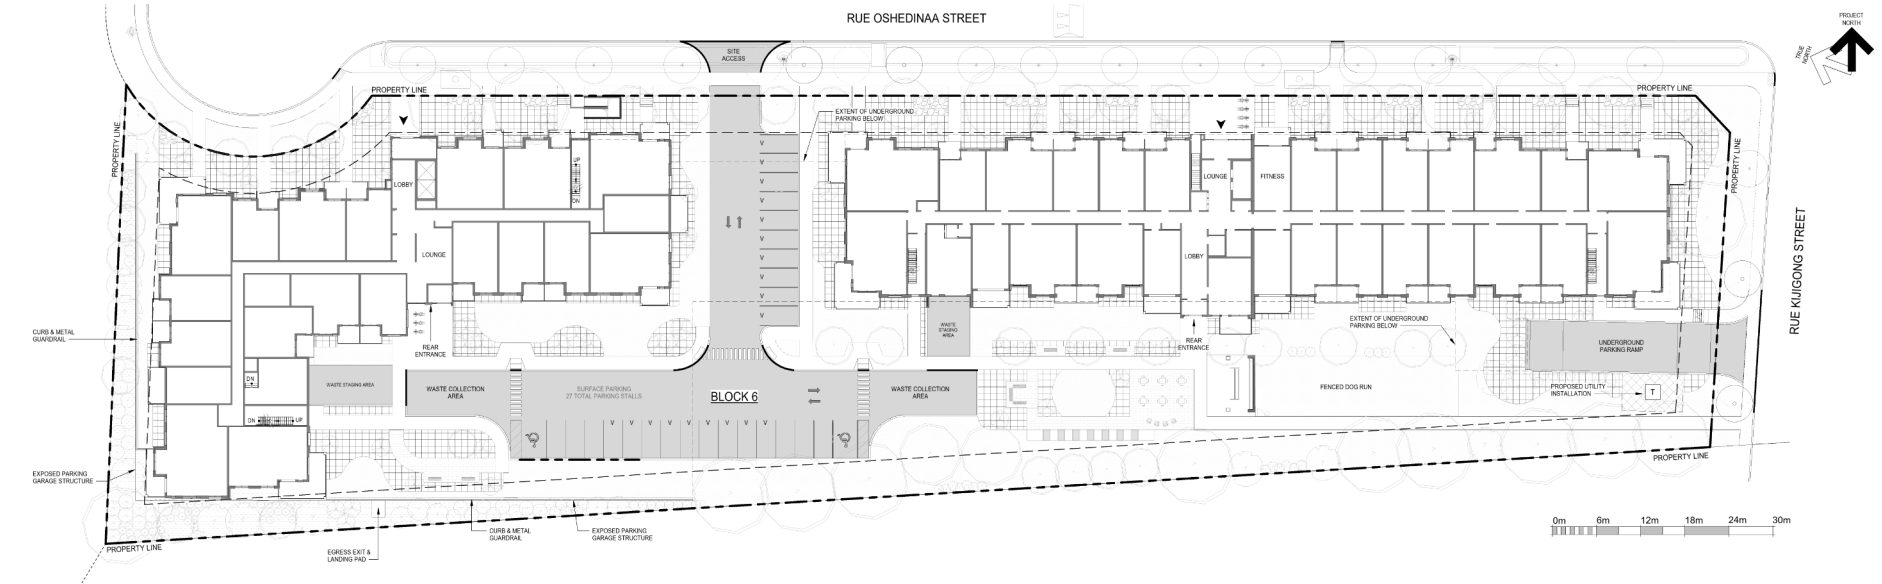 RUE OSHEDINAA STREET
PROJECT
NORTH
TRUE
NORTH
SITE
ACCESS
PROPERTY LINE
PROPERTY LINE
EXTENT OF UNDERGROUND
PARKING BELOW
PROPERTY LINE
PROPERTY LINE
UP
DN
LOBBY
LOUNGE
FITNESS
V
V
V
V
V
V
V
V
V
V
RUE KIJIGONG STREET
LOUNGE
LOBBY
CURB & METAL
GUARDRAIL
REAR
ENTRANCE
WASTE
STAGING
AREA
REAR
ENTRANCE
EXTENT OF UNDERGROUND
PARKING BELOW
UNDERGROUND
PARKING RAMP
DN
WASTE STAGING AREA
WASTE COLLECTION
AREA
SURFACE PARKING
27 TOTAL PARKING STALLS
BLOCK 6
WASTE COLLECTION
AREA
FENCED DOG RUN
PROPOSED UTILITY
INSTALLATION
T
DN
UP
V
V
V
V
V
V
V
V
V
V
V
EXPOSED PARKING
GARAGE STRUCTURE
PROPERTY LINE
CURB & METAL
GUARDRAIL
EXPOSED PARKING
GARAGE STRUCTURE
PROPERTY LINE
EGRESS EXIT &
LANDING PAD
0m 6m 12m 18m 24m 30m